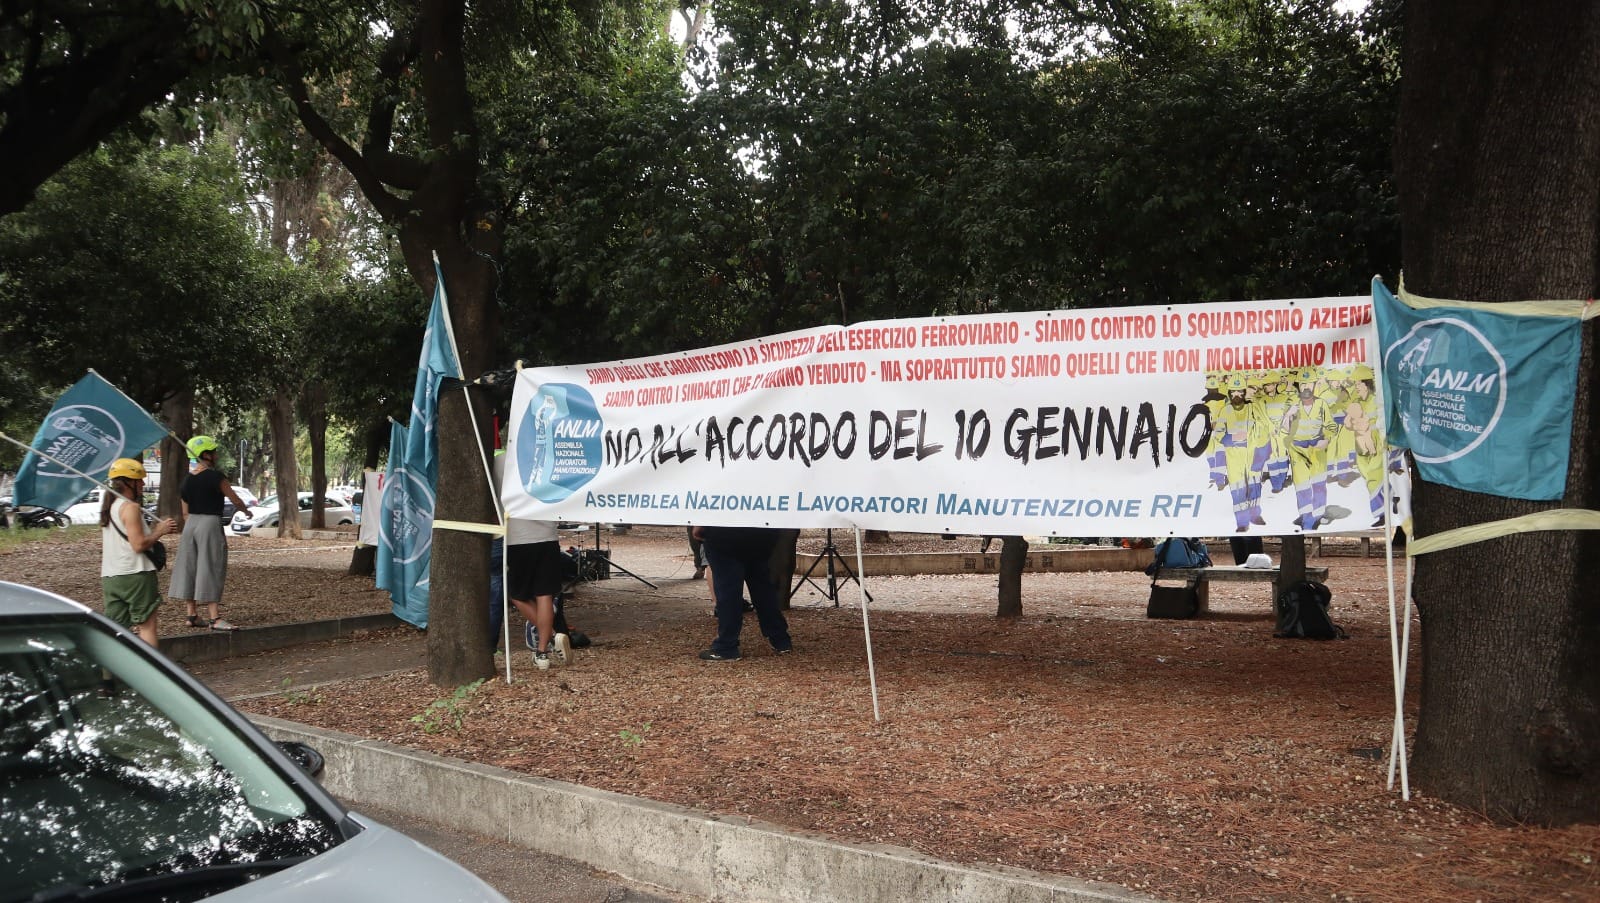 SIAMO QUELLI CHE GARANTISCONO LA SICUREZZA DELL'ESERCIZIO FERROVIARIO - SIAMO CONTRO LO SQUADRISMO AZIEND
SIAMO CONTRO I SINDACATI CHE CI HANNO VENDUTO - MA SOPRATTUTTO SIAMO QUELLI CHE NON MOLLERANNO MAI
NO ALL'ACCORDO DEL 10 GENNAIO
ASSEMBLEA NAZIONALE LAVORATORI MANUTENZIONE RFI
ANLM
ASSEMBLEA
NAZIONALE
LAVORATORI
MANUTENZIONE
RFI
ANLM
ASSEMBLEA
NAZIONALE
LAVORATORI
MANUTENZIONE
RFI
ANLM